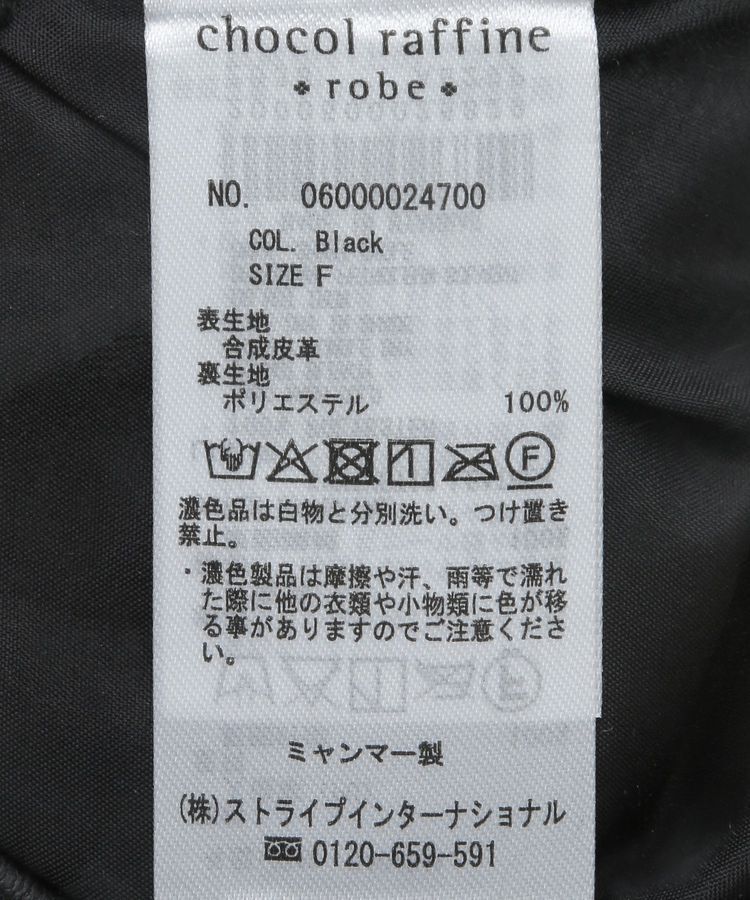 chocol raffine
robe
NO. 06000024700
COL. Black
SIZE F
表生地
合成皮革
裏生地
ポリエステル 100%
F
濃色品は白物と分別洗い。つけ置き
禁止。
・濃色製品は摩擦や汗、雨等で濡れ
た際に他の衣類や小物類に色が移
る事がありますのでご注意くださ
い。
ミャンマー製
(株)ストライプインターナショナル
0120-659-591